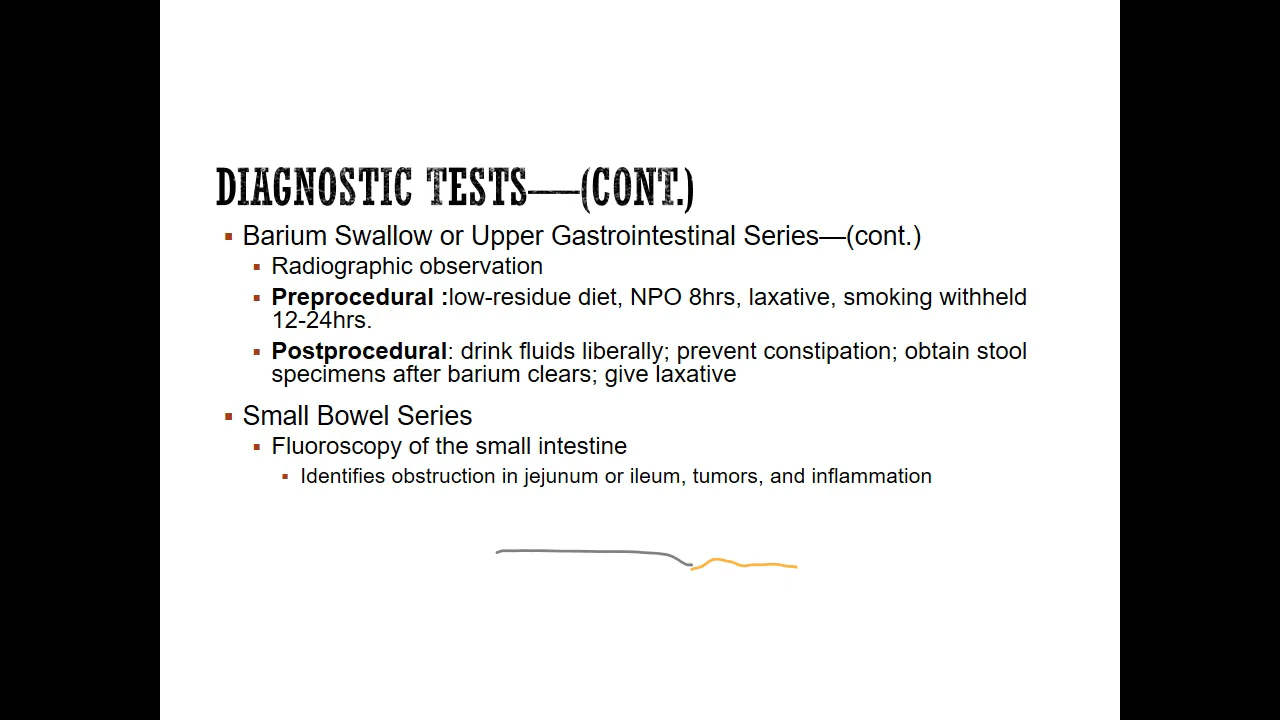 DIAGNOSTIC TESTS—(CONT.)
▪ Barium Swallow or Upper Gastrointestinal Series—(cont.)
▪ Radiographic observation
▪ Preprocedural :low-residue diet, NPO 8hrs, laxative, smoking withheld
12-24hrs.
▪ Postprocedural: drink fluids liberally; prevent constipation; obtain stool
specimens after barium clears; give laxative
▪ Small Bowel Series
▪ Fluoroscopy of the small intestine
▪ Identifies obstruction in jejunum or ileum, tumors, and inflammation